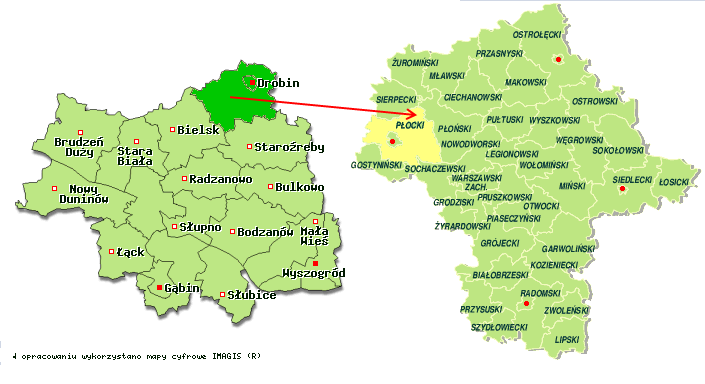 Drobin
Bielsk
Brudzeń
Duży
Stara
Biała
Staroźreby
Radzanowo
Bulkowo
Nowy
Duninów
Słupno
Bodzanów
Mała
Wieś
Łąck
Wyszogród
Gąbin
Słubice
W opracowaniu wykorzystano mapy cyfrowe IMAGIS (R)
OSTROŁĘCKI
PRZASNYSKI
ŻUROMIŃSKI
MŁAWSKI
MAKOWSKI
SIERPECKI
CIECHANOWSKI
OSTROWSKI
PŁOCKI
PŁOŃSKI
PUŁTUSKI
WYSZKOWSKI
NOWODWORSKI
WĘGROWSKI
SOKOŁOWSKI
LEGIONOWSKI
GOSTYNIŃSKI
SOCHACZEWSKI
WOŁOMIŃSKI
WARSZAWSKI
ZACH.
MIŃSKI
SIEDLECKI
ŁOSICKI
GRODZISKI
PRUSZKOWSKI
OTWOCKI
PIASECZYŃSKI
ŻYRARDOWSKI
GRÓJECKI
GARWOLIŃSKI
KOZIENICKI
BIAŁOBRZESKI
RADOMSKI
PRZYSUSKI
ZWOLEŃSKI
SZYDŁOWIECKI
LIPSKI